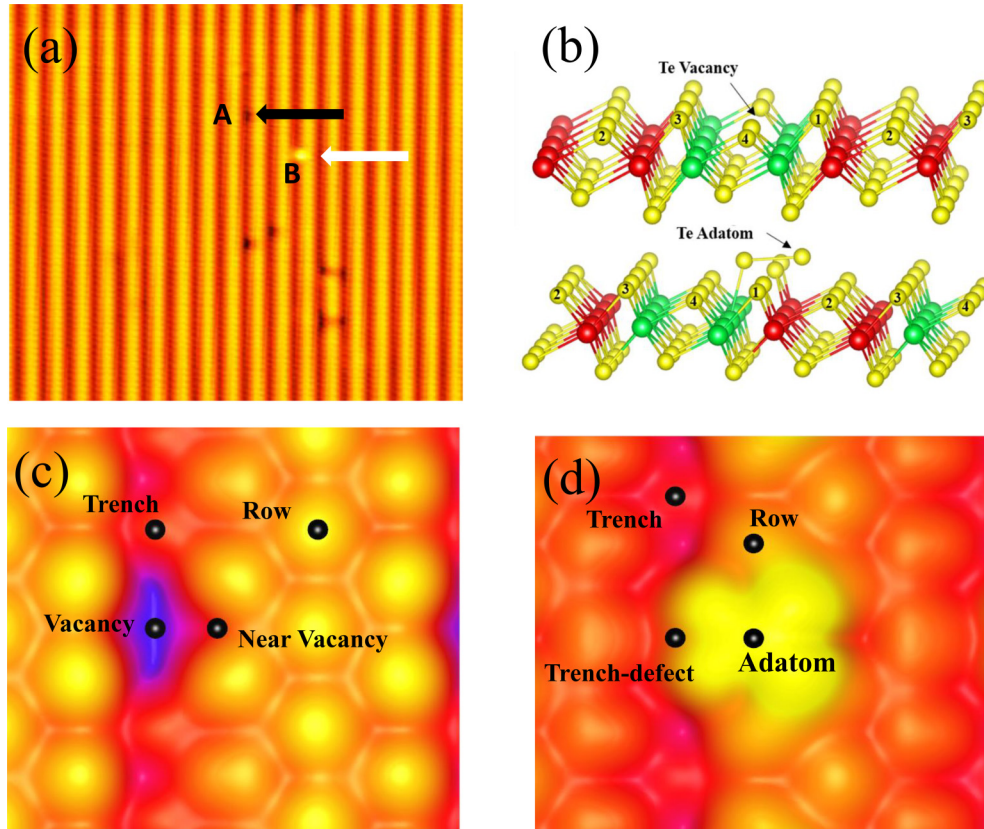 (a)
A
B
(b)
Te Vacancy
3
1
3
2
4
2
Te Adatom
2
3
4
1
2
3
4
(c)
Trench
Row
Vacancy
Near Vacancy
(d)
Trench
Row
Trench-defect
Adatom